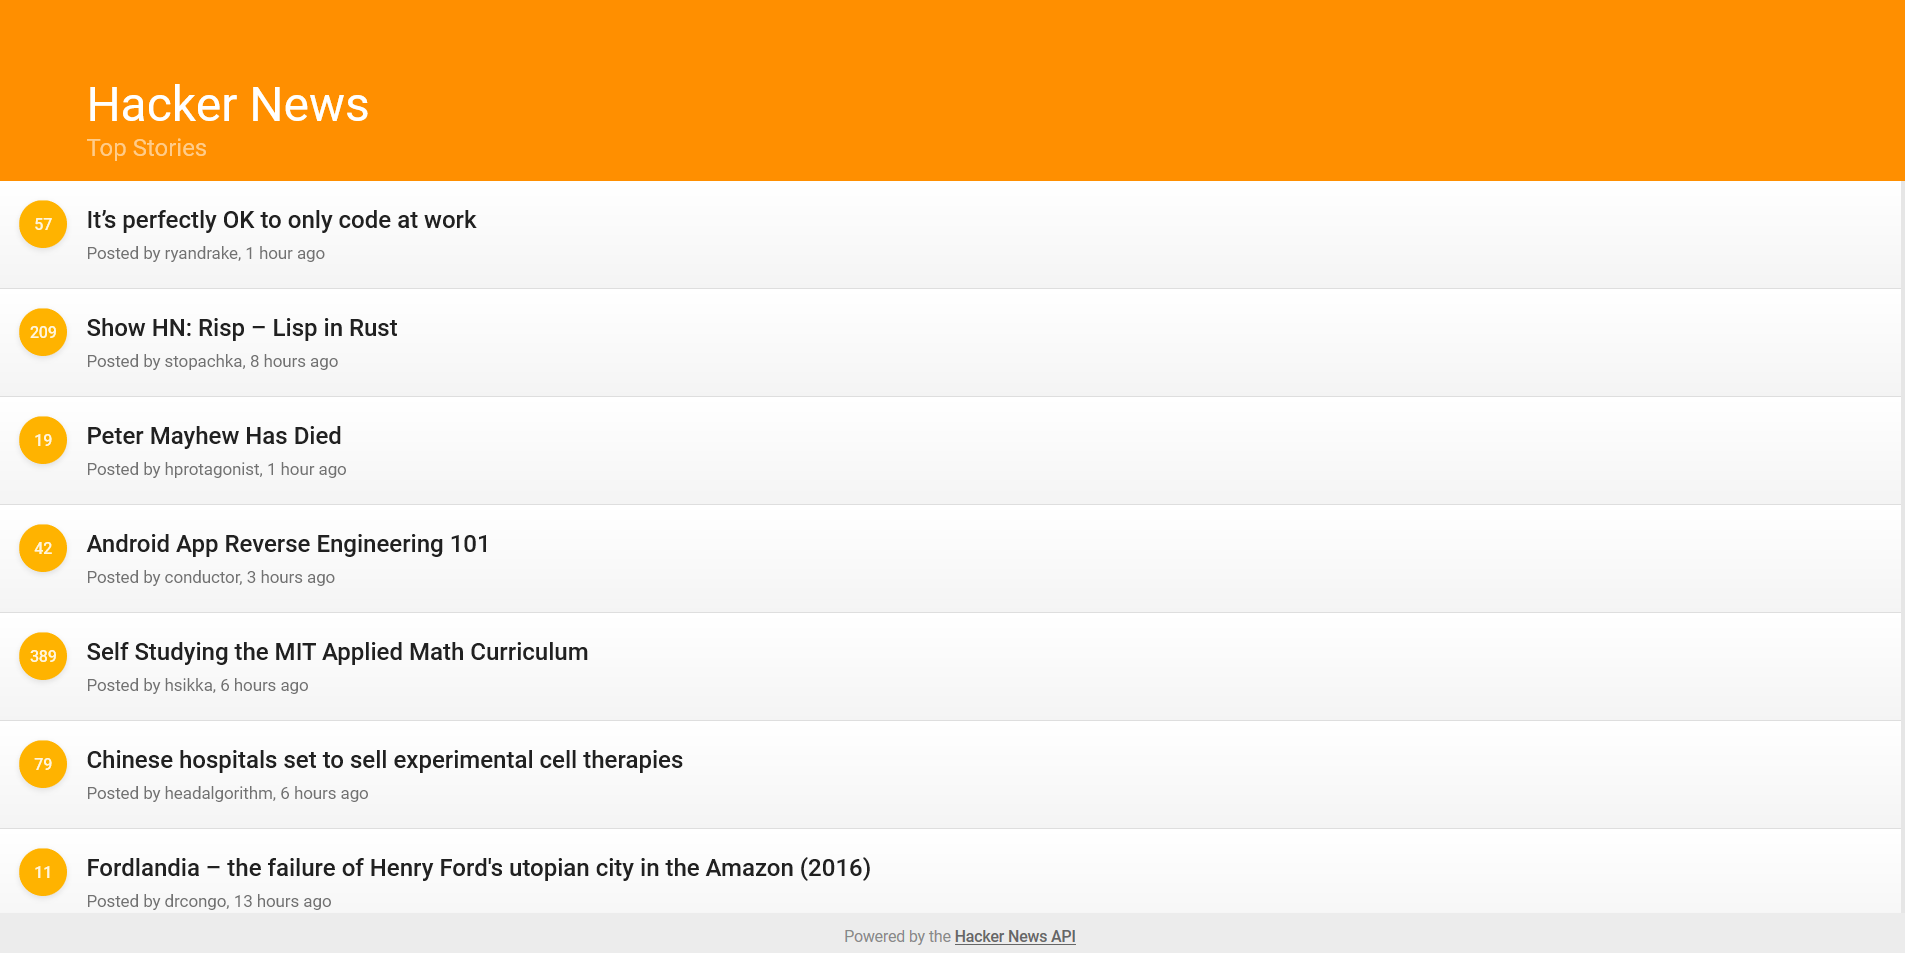 Hacker News
Top Stories
57
It’s perfectly OK to only code at work
Posted by ryandrake, 1 hour ago
209
Show HN: Risp – Lisp in Rust
Posted by stopachka, 8 hours ago
19
Peter Mayhew Has Died
Posted by hprotagonist, 1 hour ago
42
Android App Reverse Engineering 101
Posted by conductor, 3 hours ago
389
Self Studying the MIT Applied Math Curriculum
Posted by hsikka, 6 hours ago
79
Chinese hospitals set to sell experimental cell therapies
Posted by headalgorithm, 6 hours ago
11
Fordlandia – the failure of Henry Ford's utopian city in the Amazon (2016)
Posted by drcongo, 13 hours ago
Powered by the Hacker News API